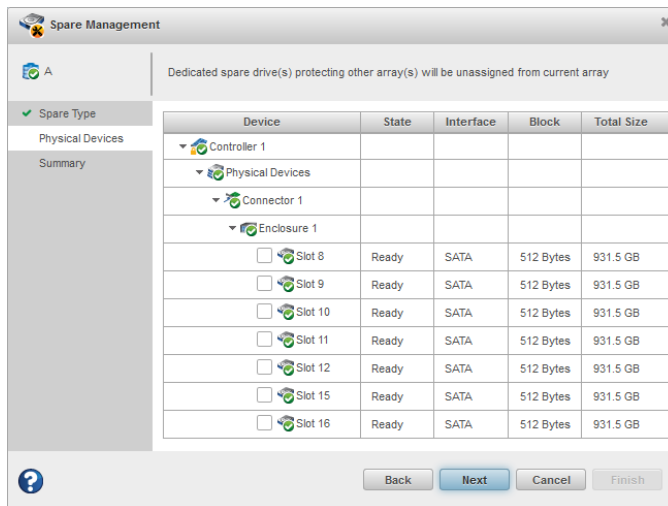 Spare Management
A
Dedicated spare drive(s) protecting other array(s) will be unassigned from current array
Spare Type
Physical Devices
Summary
Device State Interface Block Total Size
Controller 1
Physical Devices
Connector 1
Enclosure 1
Slot 8 Ready SATA 512 Bytes 931.5 GB
Slot 9 Ready SATA 512 Bytes 931.5 GB
Slot 10 Ready SATA 512 Bytes 931.5 GB
Slot 11 Ready SATA 512 Bytes 931.5 GB
Slot 12 Ready SATA 512 Bytes 931.5 GB
Slot 15 Ready SATA 512 Bytes 931.5 GB
Slot 16 Ready SATA 512 Bytes 931.5 GB
? Back Next Cancel Finish